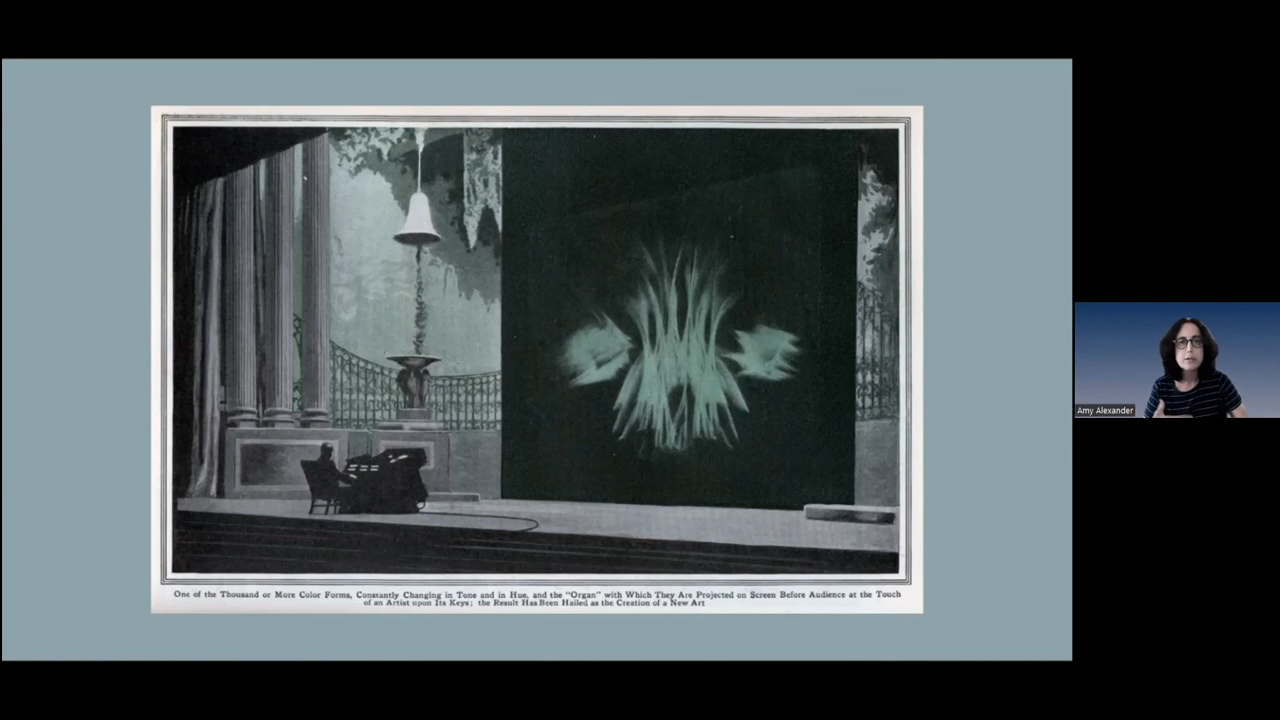 One of the Thousand or More Color Forms, Constantly Changing in Tone and in Hue, and the "Organ" with Which They Are Projected on Screen Before Audience at the Touch
of an Artist upon Its Keys; the Result Has Been Hailed as the Creation of a New Art
Amy Alexander